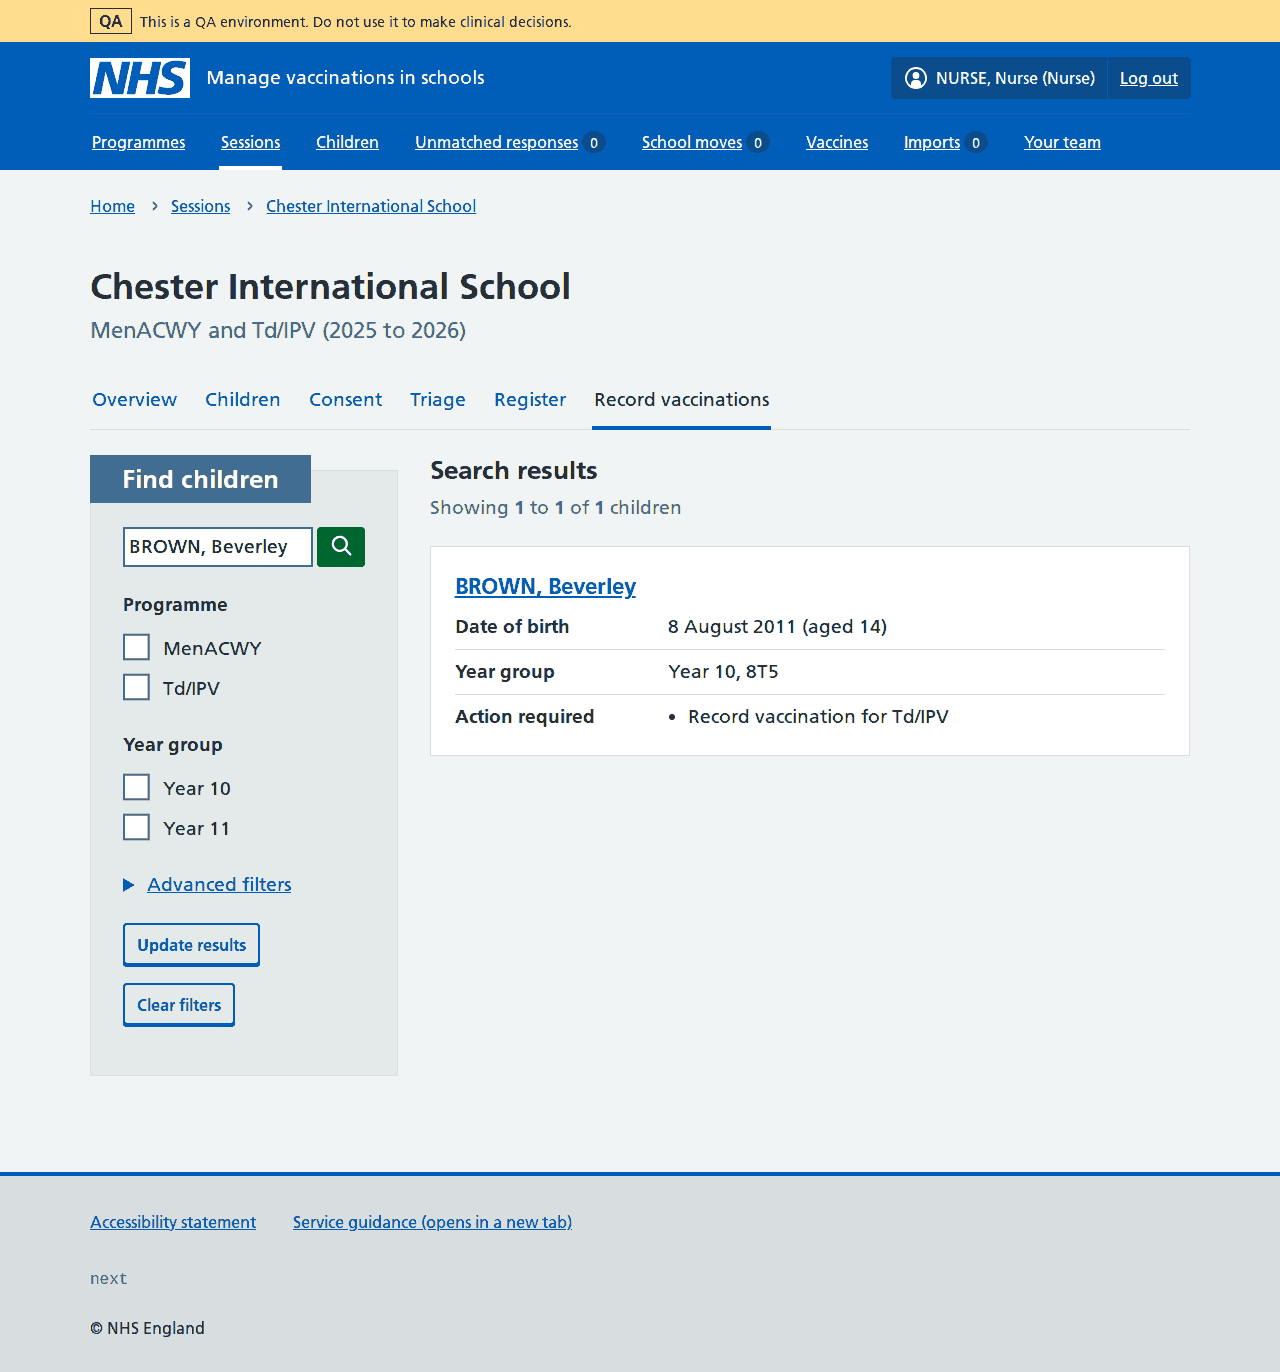 QA This is a QA environment. Do not use it to make clinical decisions.
NHS Manage vaccinations in schools
NURSE, Nurse (Nurse) Log out
Programmes Sessions Children Unmatched responses 0 School moves 0 Vaccines Imports 0 Your team
Home Sessions Chester International School
Chester International School
MenACWY and Td/IPV (2025 to 2026)
Overview Children Consent Triage Register Record vaccinations
Find children
BROWN, Beverley
Programme
MenACWY
Td/IPV
Year group
Year 10
Year 11
Advanced filters
Update results
Clear filters
Search results
Showing 1 to 1 of 1 children
BROWN, Beverley
Date of birth 8 August 2011 (aged 14)
Year group Year 10, 8T5
Action required • Record vaccination for Td/IPV
Accessibility statement Service guidance (opens in a new tab)
next
© NHS England